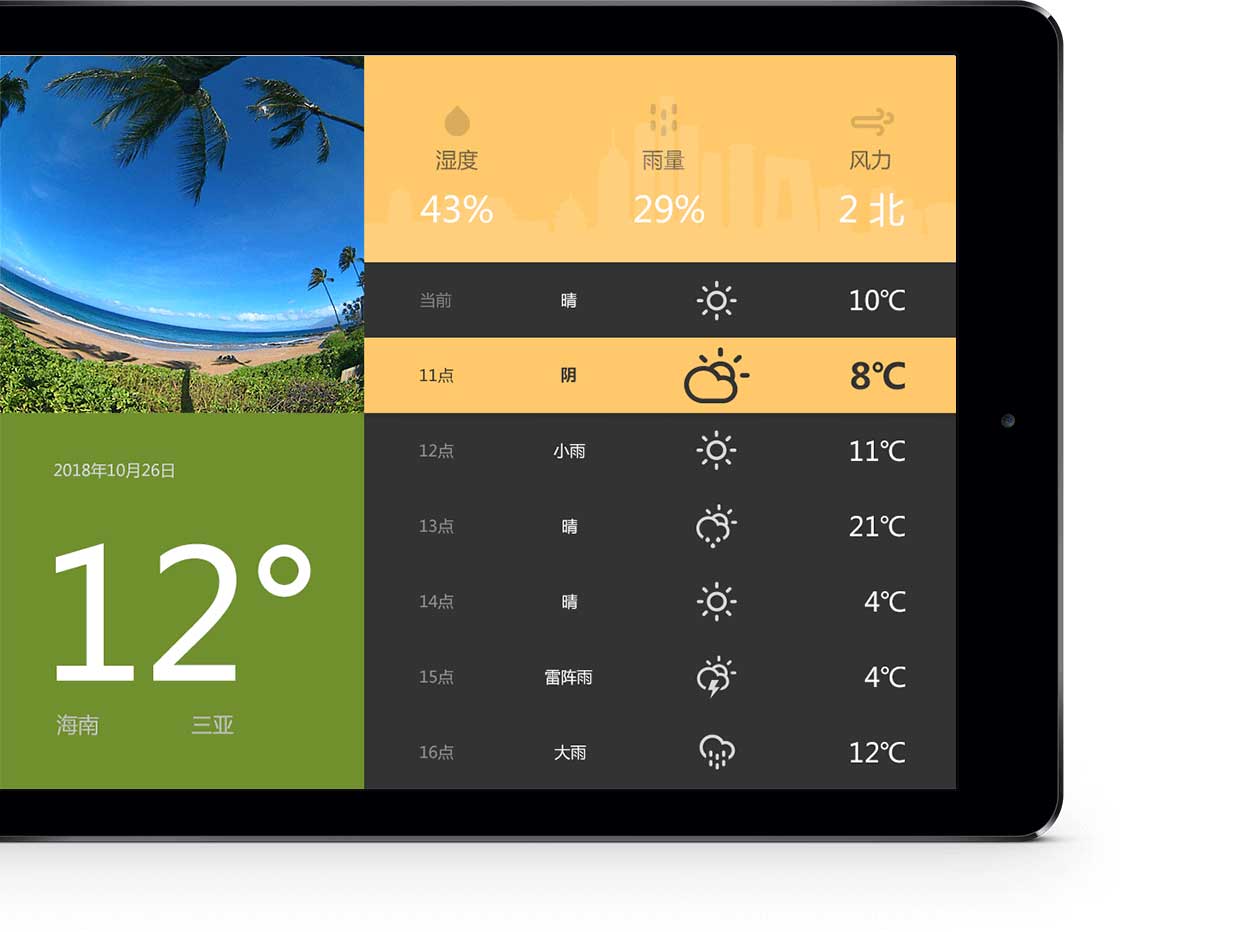 湿度 雨量 风力
43% 29% 2 北
当前 晴 10℃
11点 阴 8℃
12点 小雨 11℃
13点 晴 21℃
14点 晴 4℃
15点 雷阵雨 4℃
16点 大雨 12℃
2018年10月26日
12°
海南 三亚